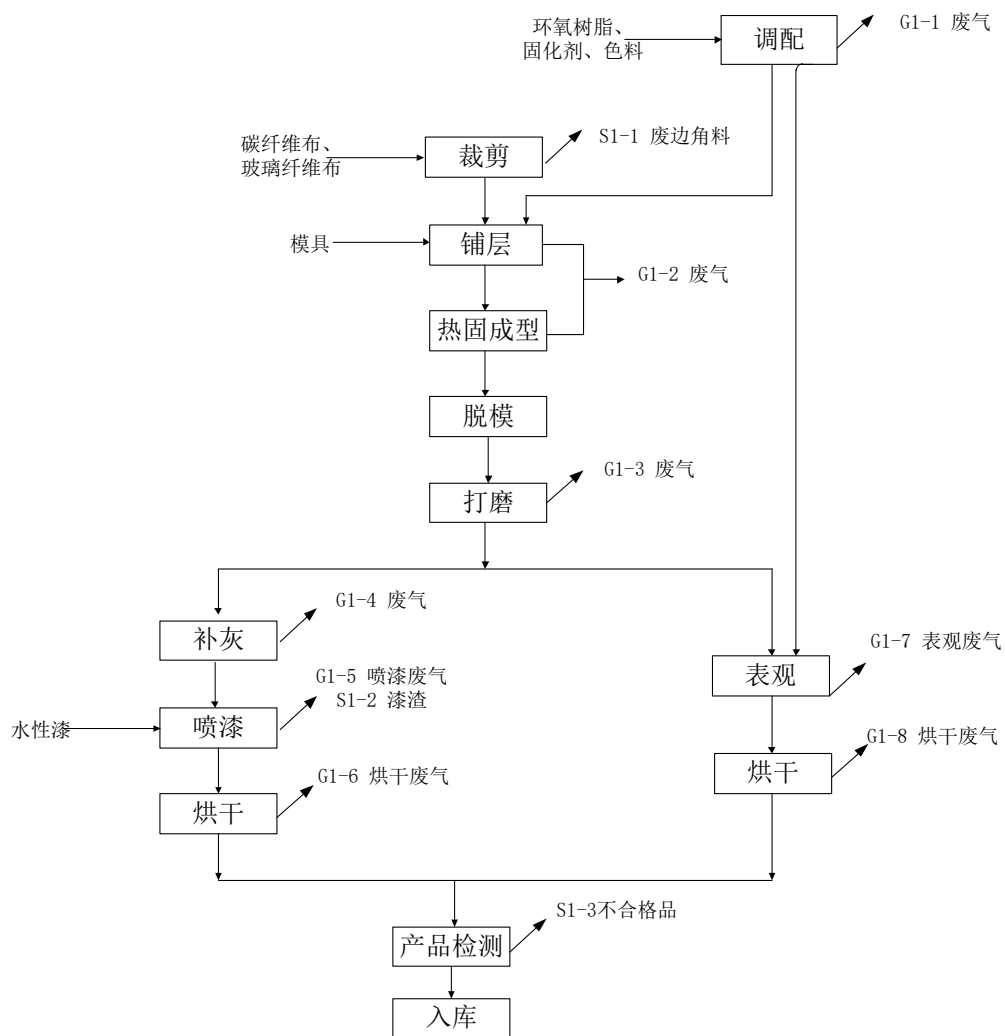 环氧树脂、
固化剂、色料
调配
G1-1 废气
碳纤维布、
玻璃纤维布
裁剪
S1-1 废边角料
模具
铺层
G1-2 废气
热固成型
脱模
打磨
G1-3 废气
补灰
G1-4 废气
表观
G1-7 表观废气
水性漆
喷漆
G1-5 喷漆废气
S1-2 漆渣
烘干
G1-8 烘干废气
烘干
G1-6 烘干废气
产品检测
S1-3不合格品
入库